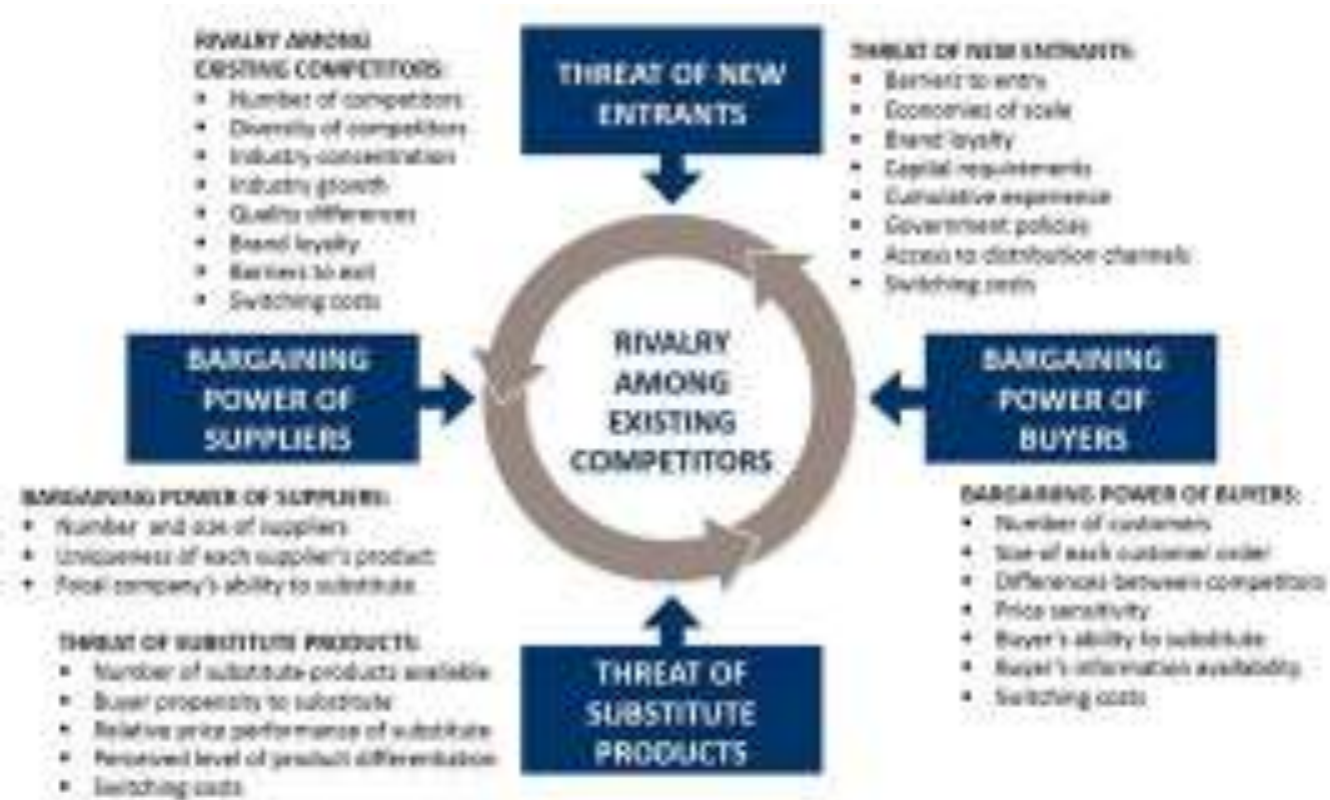 RIVALRY AMONG
EXISTING COMPETITORS:
• Number of competitors
• Diversity of competitors
• Industry concentration
• Industry growth
• Quality differences
• Brand loyalty
• Barriers to exit
• Switching costs
THREAT OF NEW
ENTRANTS
THREAT OF NEW ENTRANTS:
• Barriers to entry
• Economies of scale
• Brand loyalty
• Capital requirements
• Cumulative experience
• Government policies
• Access to distribution channels
• Switching costs
BARGAINING
POWER OF
SUPPLIERS
RIVALRY
AMONG
EXISTING
COMPETITORS
BARGAINING
POWER OF
BUYERS
BARGAINING POWER OF SUPPLIERS:
• Number and size of suppliers
• Uniqueness of each supplier's product
• Focal company's ability to substitute
BARGAINING POWER OF BUYERS:
• Number of customers
• Size of each customer order
• Differences between competitors
• Price sensitivity
• Buyer's ability to substitute
• Buyer's information availability
• Switching costs
THREAT OF SUBSTITUTE PRODUCTS:
• Number of substitute products available
• Buyer propensity to substitute
• Relative price performance of substitute
• Perceived level of product differentiation
• Switching costs
THREAT OF
SUBSTITUTE
PRODUCTS